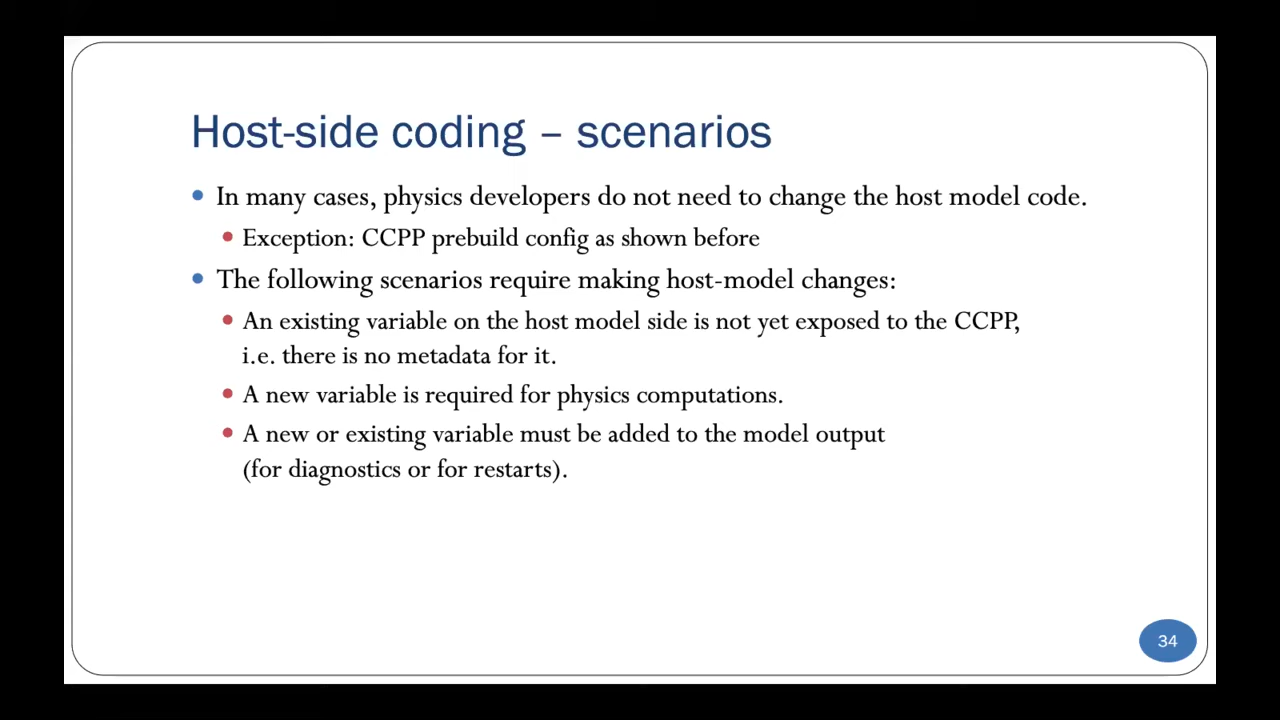 Host-side coding – scenarios
In many cases, physics developers do not need to change the host model code.
Exception: CCPP prebuild config as shown before
The following scenarios require making host-model changes:
An existing variable on the host model side is not yet exposed to the CCPP,
i.e. there is no metadata for it.
A new variable is required for physics computations.
A new or existing variable must be added to the model output
(for diagnostics or for restarts).
34